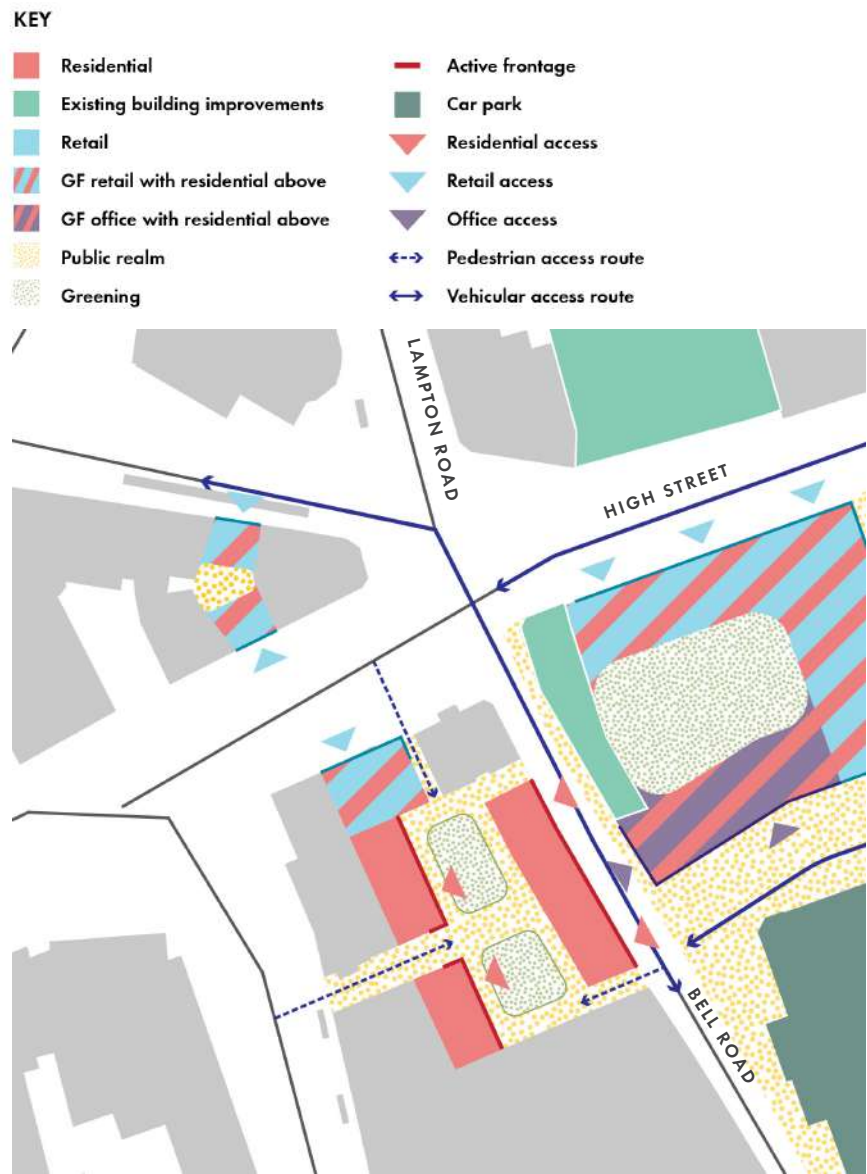 KEY
Residential
Existing building improvements
Retail
GF retail with residential above
GF office with residential above
Public realm
Greening
Active frontage
Car park
Residential access
Retail access
Office access
Pedestrian access route
Vehicular access route
LAMPTON ROAD
HIGH STREET
BELL ROAD